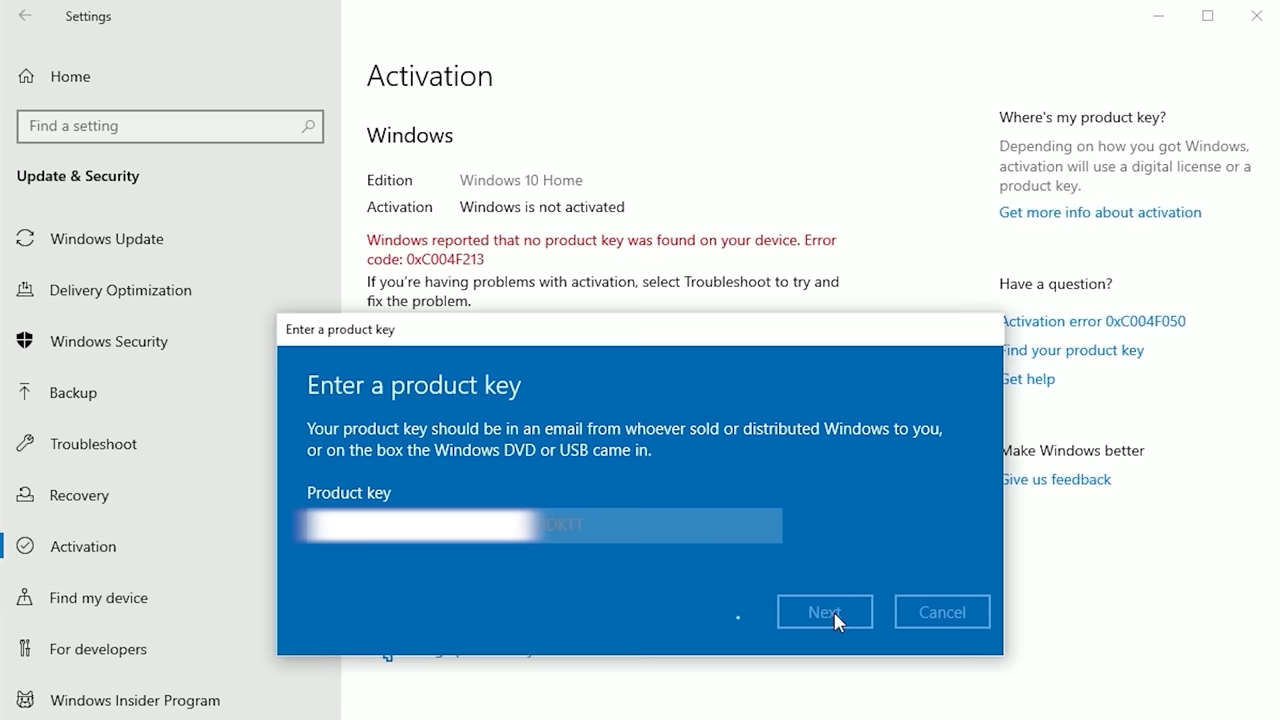 Settings
Home
Find a setting
Update & Security
Windows Update
Delivery Optimization
Windows Security
Backup
Troubleshoot
Recovery
Activation
Find my device
For developers
Windows Insider Program
Activation
Windows
Edition Windows 10 Home
Activation Windows is not activated
Windows reported that no product key was found on your device. Error
code: 0xC004F213
If you're having problems with activation, select Troubleshoot to try and
fix the problem.
Enter a product key
Enter a product key
Your product key should be in an email from whoever sold or distributed Windows to you,
or on the box the Windows DVD or USB came in.
Product key
Next
Cancel
Where's my product key?
Depending on how you got Windows,
activation will use a digital license or a
product key.
Get more info about activation
Have a question?
Activation error 0xC004F050
Find your product key
Get help
Make Windows better
Give us feedback